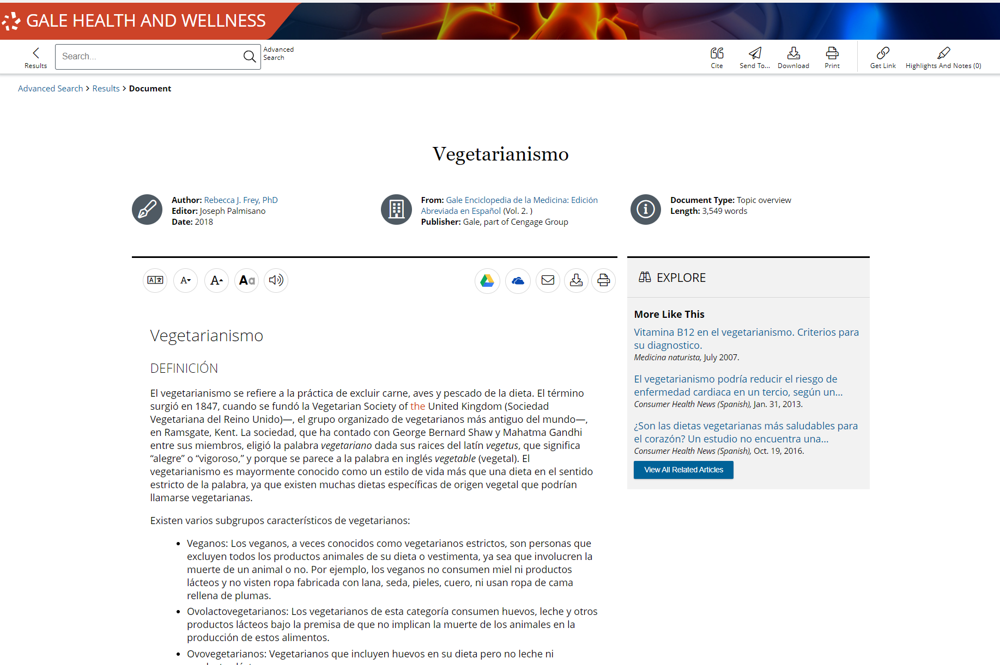 GALE HEALTH AND WELLNESS
Results
Search...
Advanced
Search
Cite
Send To...
Download
Print
Get Link
Highlights And Notes (0)
Advanced Search > Results > Document
Vegetarianismo
Author: Rebecca J. Frey, PhD
Editor: Joseph Palmisano
Date: 2018
From: Gale Enciclopedia de la Medicina: Edición
Abreviada en Español (Vol. 2. )
Publisher: Gale, part of Cengage Group
Document Type: Topic overview
Length: 3,549 words
Vegetarianismo
DEFINICIÓN
El vegetarianismo se refiere a la práctica de excluir carne, aves y pescado de la dieta. El término
surgió en 1847, cuando se fundó la Vegetarian Society of the United Kingdom (Sociedad
Vegetariana del Reino Unido)—, el grupo organizado de vegetarianos más antiguo del mundo—,
en Ramsgate, Kent. La sociedad, que ha contado con George Bernard Shaw y Mahatma Gandhi
entre sus miembros, eligió la palabra vegetariano dada sus raices del latín vegetus, que significa
“alegre” o “vigoroso,” y porque se parece a la palabra en inglés vegetable (vegetal). El
vegetarianismo es mayormente conocido como un estilo de vida más que una dieta en el sentido
estricto de la palabra, ya que existen muchas dietas específicas de origen vegetal que podrían
llamarse vegetarianas.
Existen varios subgrupos característicos de vegetarianos:
• Veganos: Los veganos, a veces conocidos como vegetarianos estrictos, son personas que
excluyen todos los productos animales de su dieta o vestimenta, ya sea que involucren la
muerte de un animal o no. Por ejemplo, los veganos no consumen miel ni productos
lácteos y no visten ropa fabricada con lana, seda, pieles, cuero, ni usan ropa de cama
rellena de plumas.
• Ovolactovegetarianos: Los vegetarianos de esta categoría consumen huevos, leche y otros
productos lácteos bajo la premisa de que no implican la muerte de los animales en la
producción de estos alimentos.
• Ovovegetarianos: Vegetarianos que incluyen huevos en su dieta pero no leche ni
EXPLORE
More Like This
Vitamina B12 en el vegetarianismo. Criterios para
su diagnostico.
Medicina naturista, July 2007.
El vegetarianismo podría reducir el riesgo de
enfermedad cardiaca en un tercio, según un...
Consumer Health News (Spanish), Jan. 31, 2013.
¿Son las dietas vegetarianas más saludables para
el corazón? Un estudio no encuentra una...
Consumer Health News (Spanish), Oct. 19, 2016.
View All Related Articles